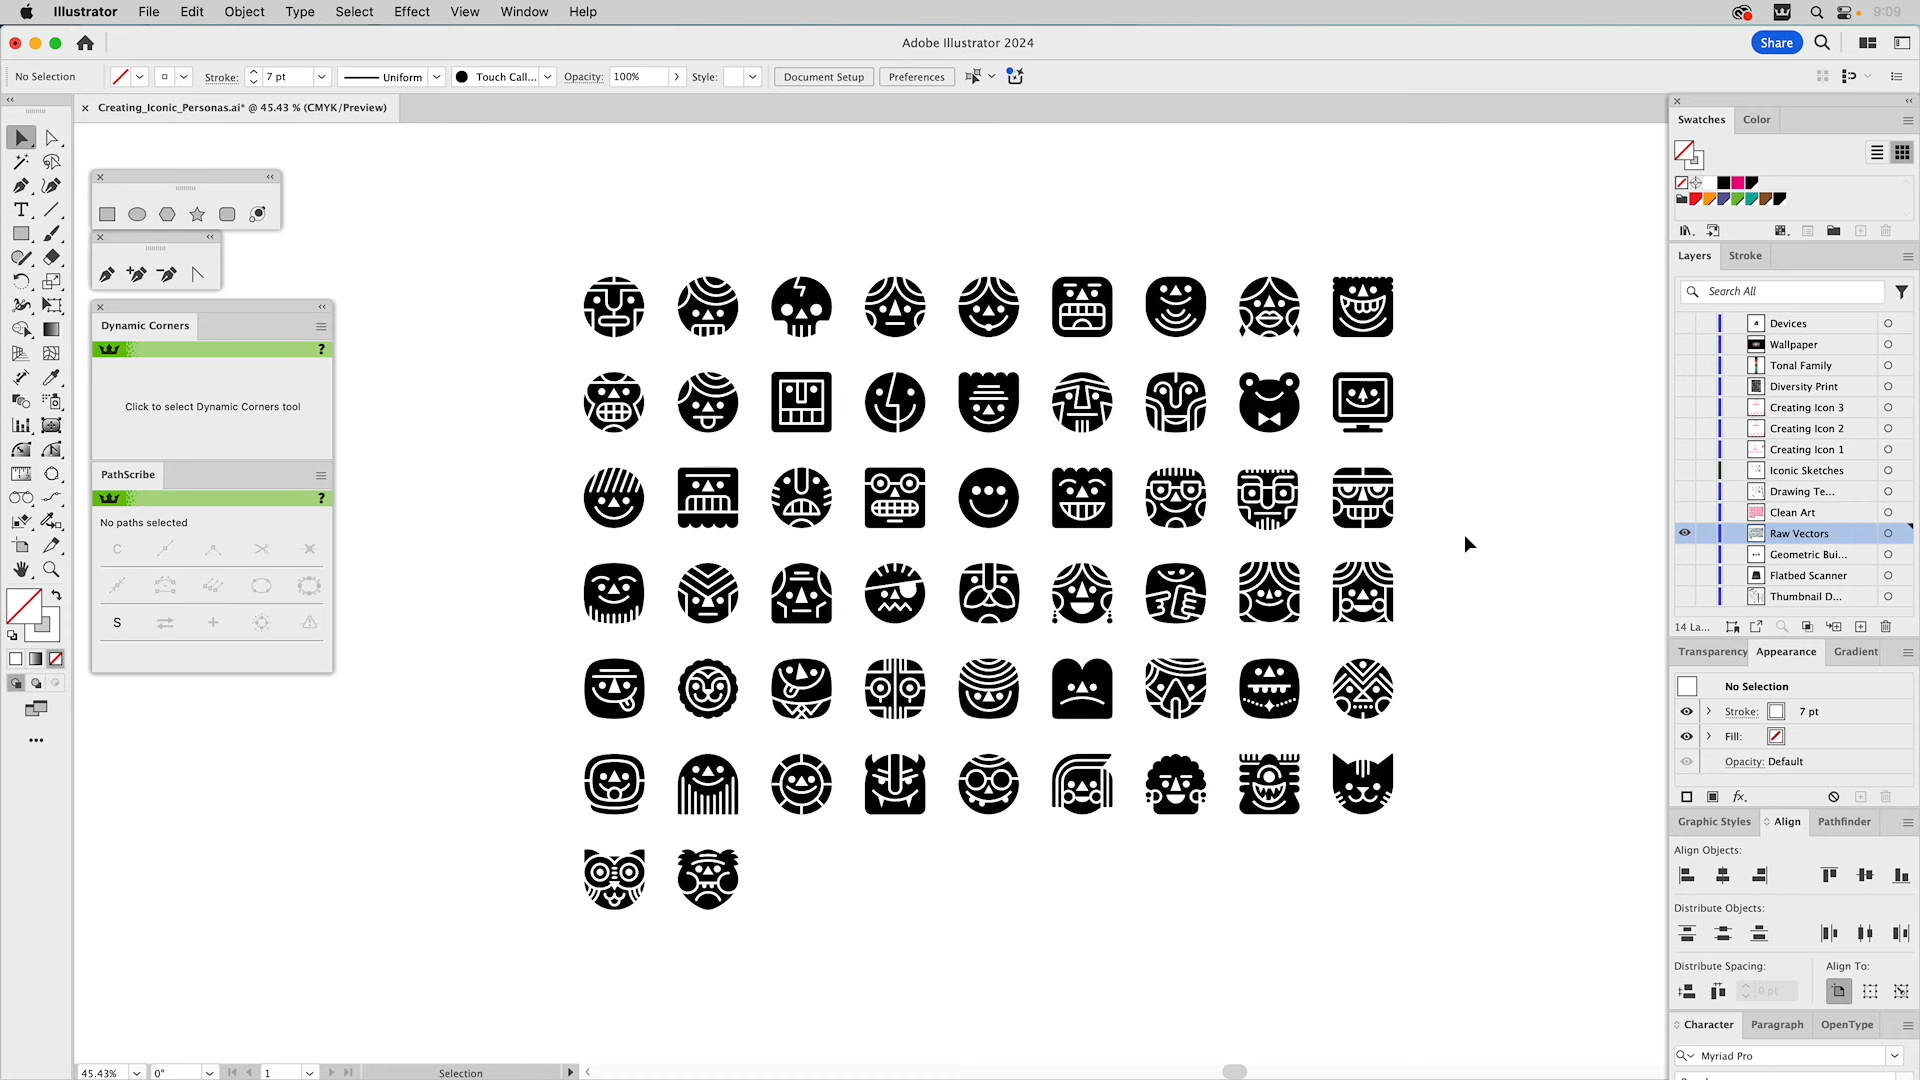 Illustrator File Edit Object Type Select Effect View Window Help 9:09
Adobe Illustrator 2024 Share
No Selection Stroke: 7 pt Uniform Touch Call... Opacity: 100% Style: Document Setup Preferences
Creating_Iconic_Personas.ai* @ 45.43 % (CMYK/Preview)
Dynamic Corners
?
Click to select Dynamic Corners tool
PathScribe
?
No paths selected
C
S
Swatches Color
Layers Stroke
Search All
Devices
Wallpaper
Tonal Family
Diversity Print
Creating Icon 3
Creating Icon 2
Creating Icon 1
Iconic Sketches
Drawing Te...
Clean Art
Raw Vectors
Geometric Bui...
Flatbed Scanner
Thumbnail D...
14 La...
Transparency Appearance Gradient
No Selection
Stroke: 7 pt
Fill:
Opacity: Default
fx
Graphic Styles Align Pathfinder
Align Objects:
Distribute Objects:
Distribute Spacing: Align To:
0 pt
Character Paragraph OpenType
Myriad Pro
45.43% 0° 1 Selection